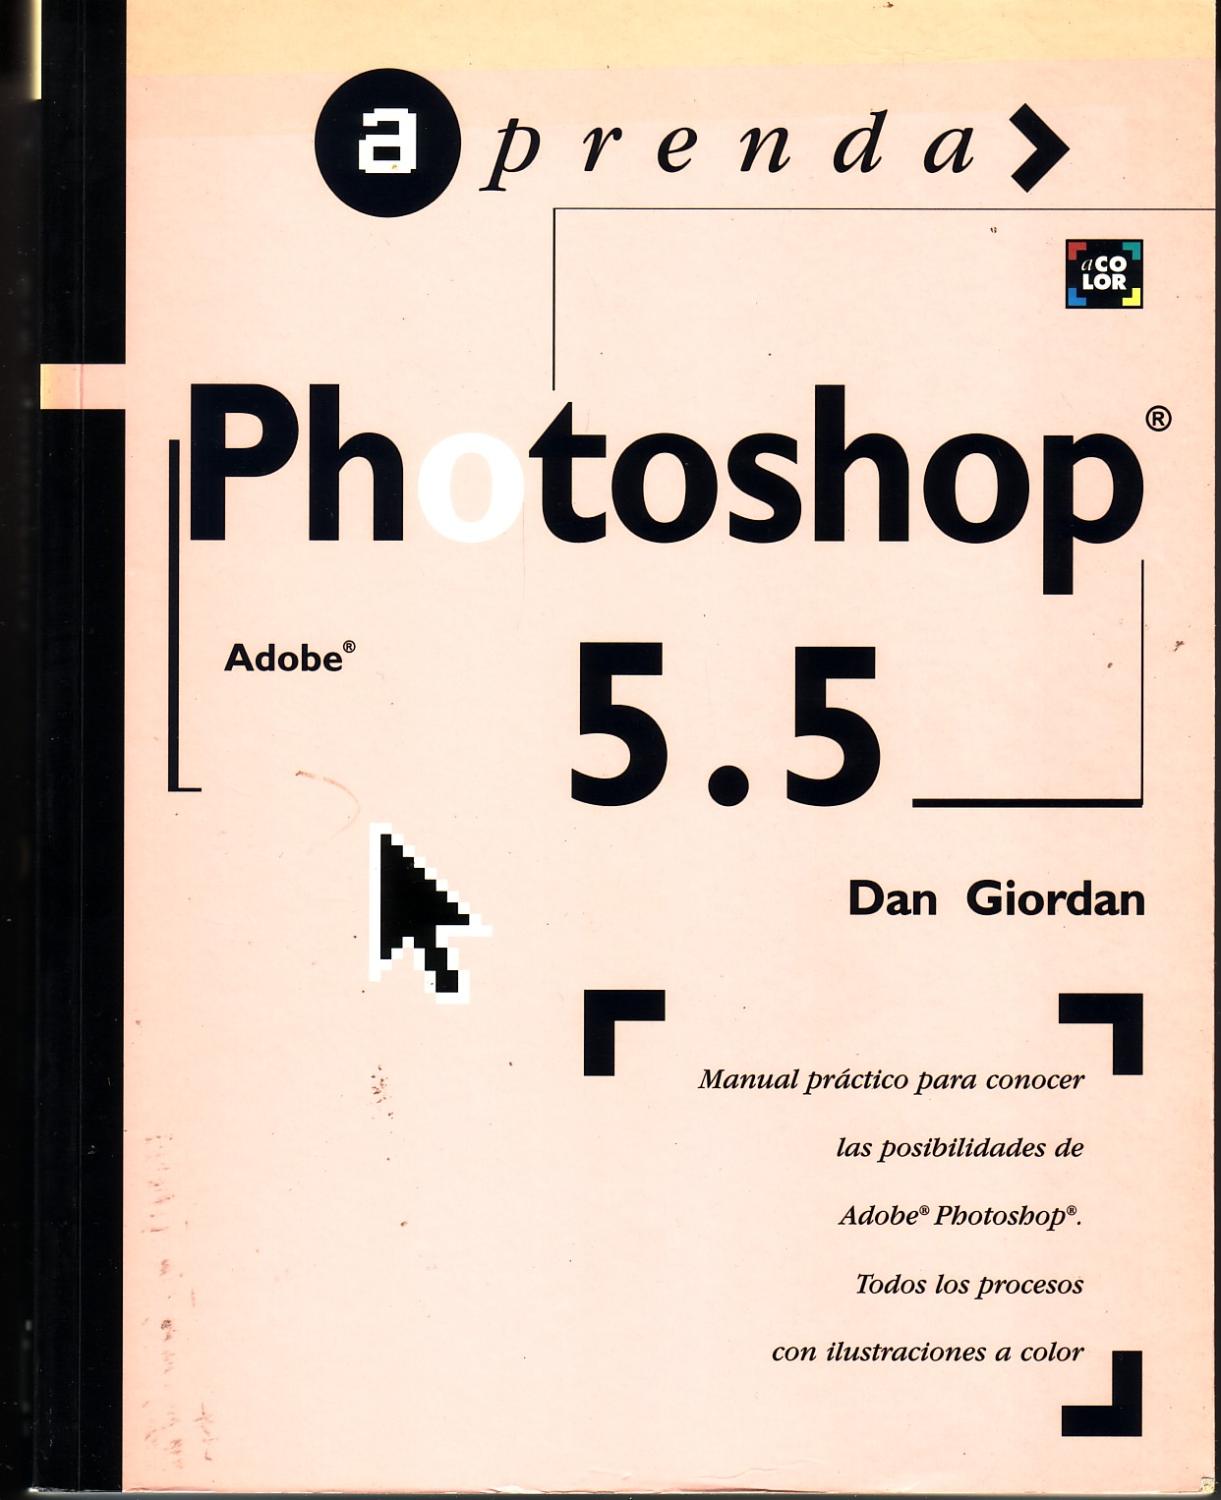 aprenda
aCO
LOR
Photoshop®
Adobe®
5.5
Dan Giordan
Manual práctico para conocer
las posibilidades de
Adobe® Photoshop®.
Todos los procesos
con ilustraciones a color